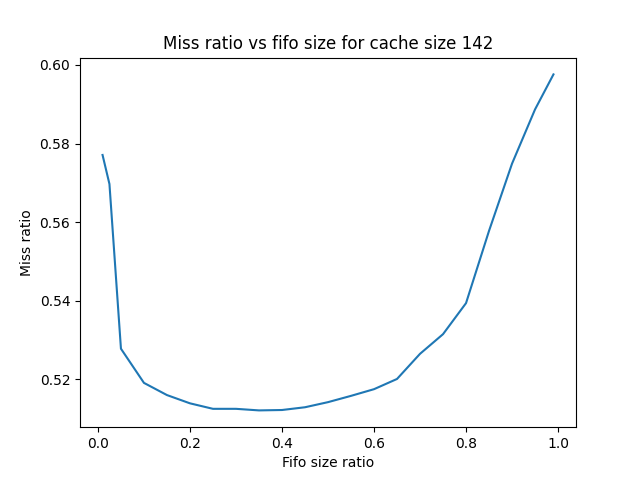 Miss ratio vs fifo size for cache size 142
0.60
0.58
0.56
0.54
0.52
Miss ratio
0.0 0.2 0.4 0.6 0.8 1.0
Fifo size ratio